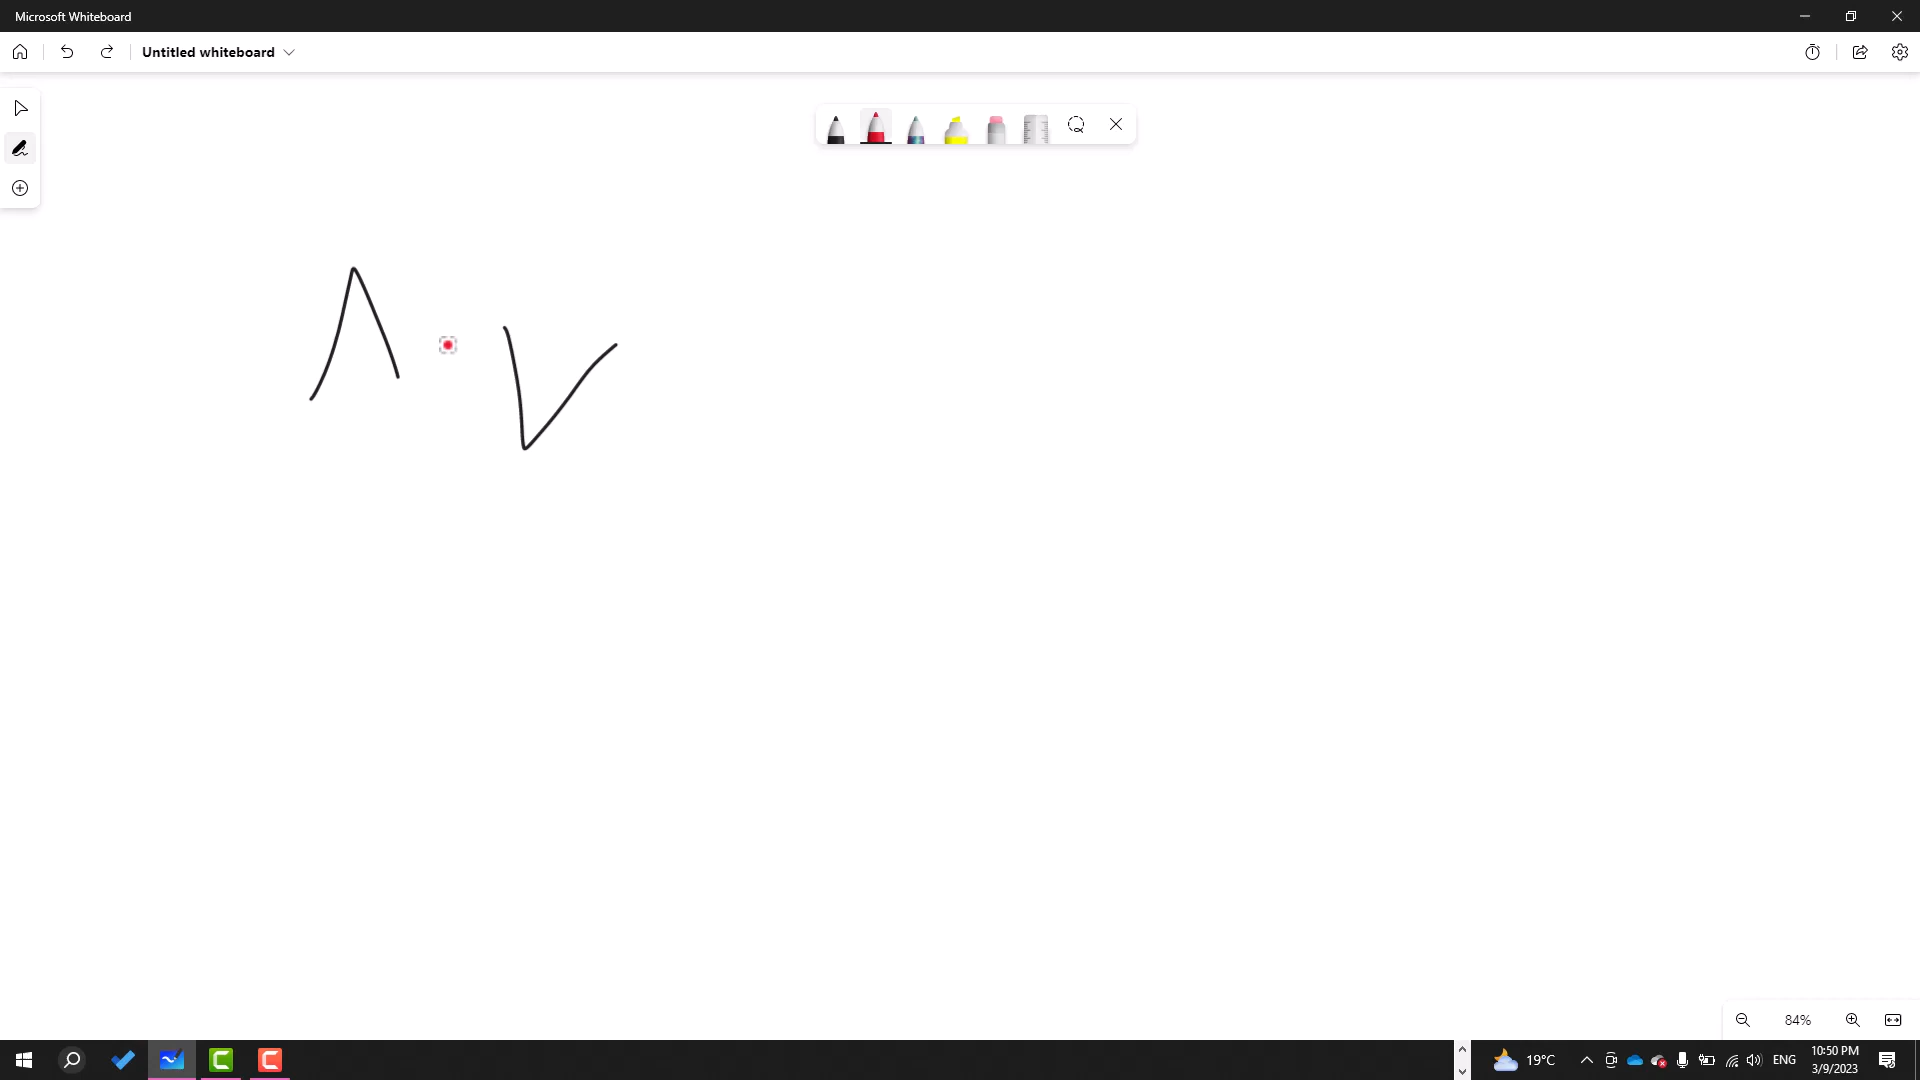 Microsoft Whiteboard
Untitled whiteboard
Λ V
84%
19°C
ENG
10:50 PM
3/9/2023